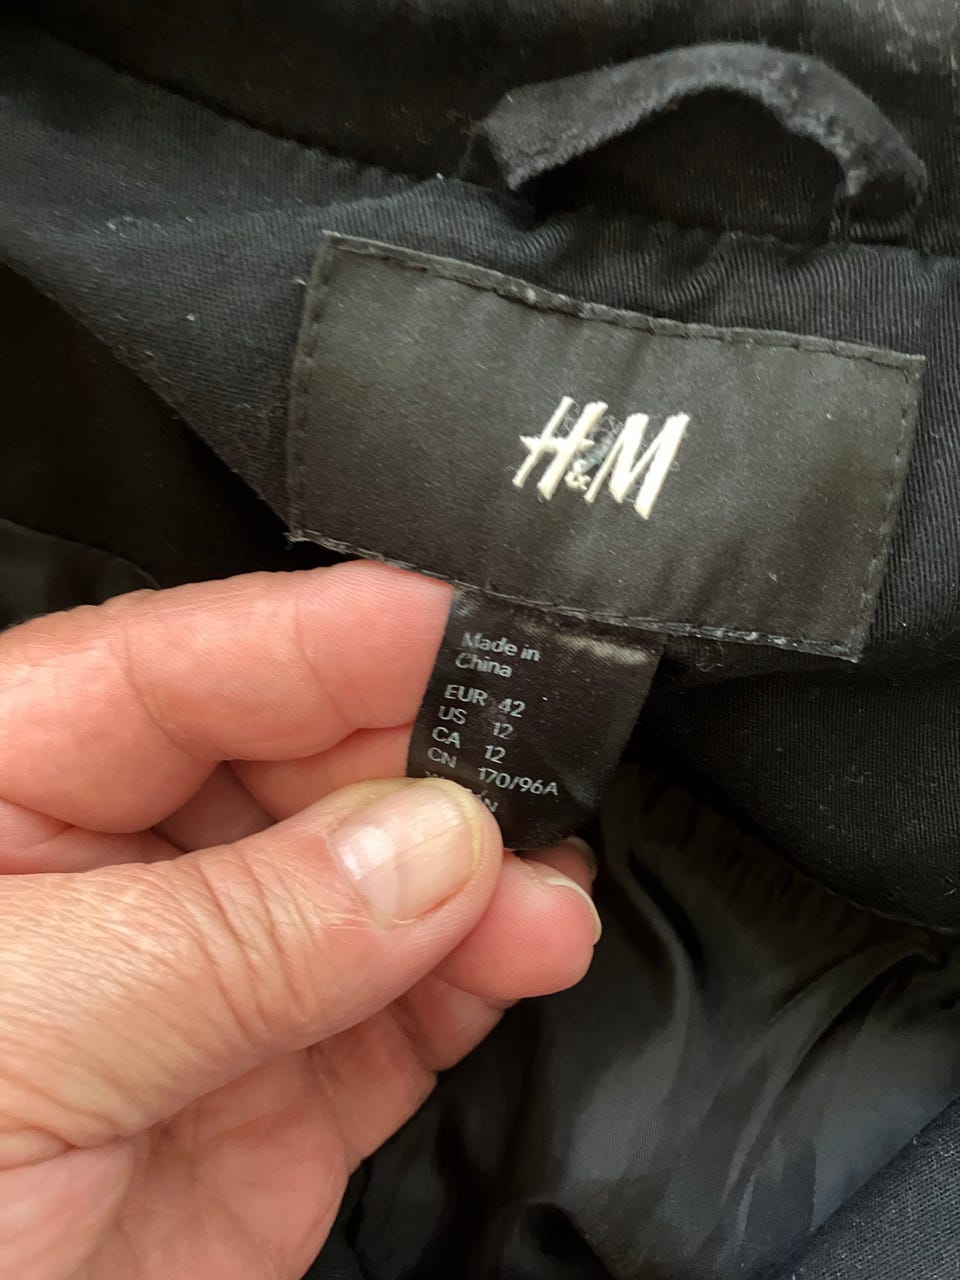 H&M
Made in
China
EUR 42
US 12
CA 12
CN 170/96A